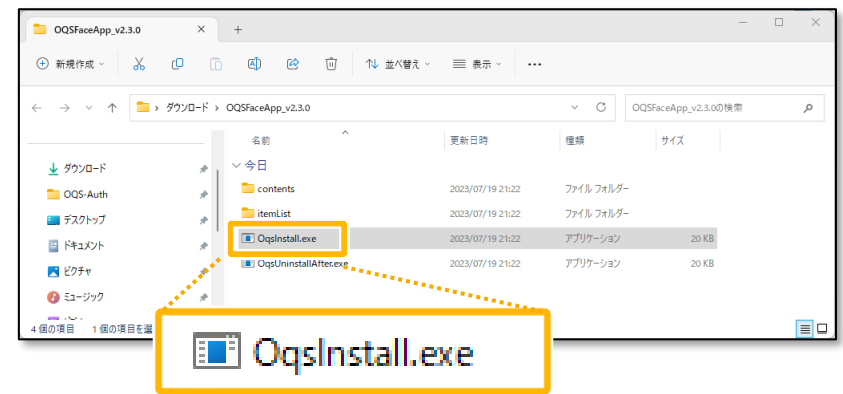 OQSFaceApp_v2.3.0
新規作成
並べ替え
表示
ダウンロード › OQSFaceApp_v2.3.0
OQSFaceApp_v2.3.0の検索
名前 更新日時 種類 サイズ
ダウンロード
OQS-Auth
デスクトップ
ドキュメント
ピクチャ
ミュージック
今日
contents 2023/07/19 21:22 ファイル フォルダー
itemList 2023/07/19 21:22 ファイル フォルダー
OqsInstall.exe 2023/07/19 21:22 アプリケーション 20 KB
OqsUninstallAfter.exe 2023/07/19 21:22 アプリケーション 20 KB
4 個の項目 1 個の項目を選
OqsInstall.exe